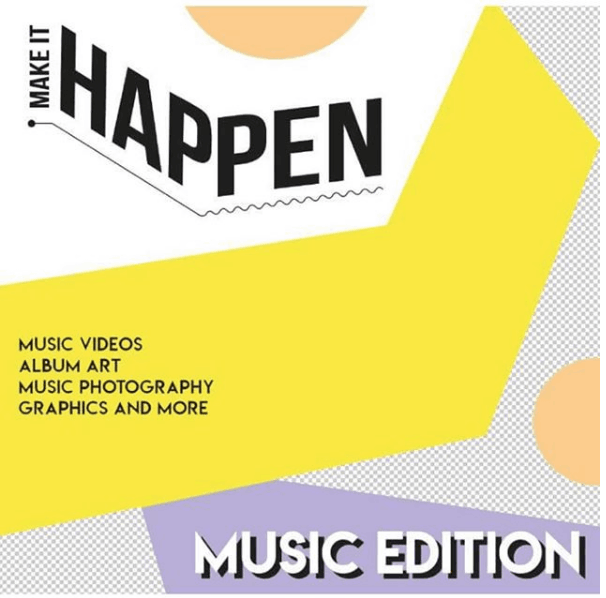 MAKE IT
HAPPEN
MUSIC VIDEOS
ALBUM ART
MUSIC PHOTOGRAPHY
GRAPHICS AND MORE
MUSIC EDITION